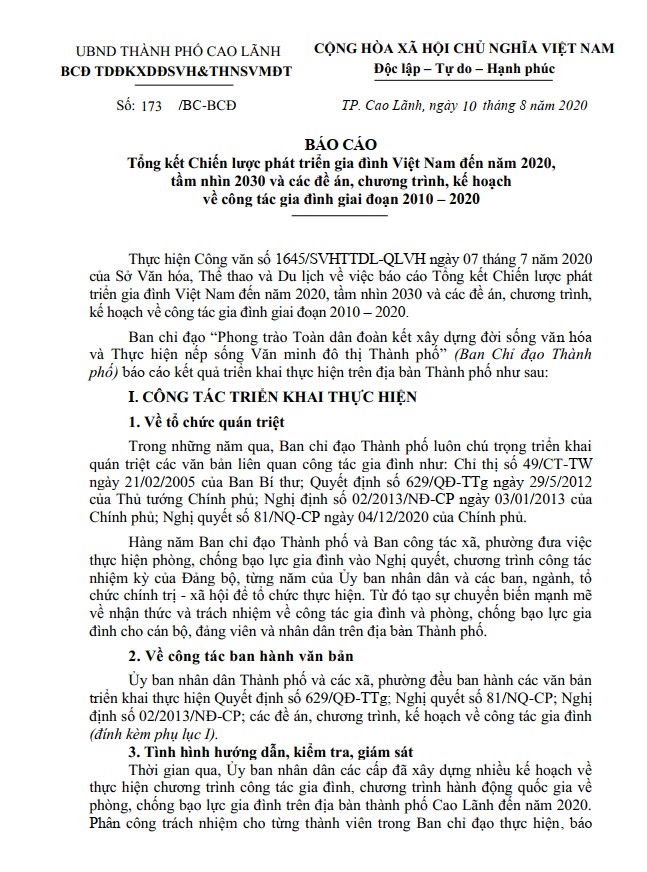 UBND THÀNH PHỐ CAO LÃNH
BCĐ TDĐKXDĐSVH&THNSVMĐT
CỘNG HÒA XÃ HỘI CHỦ NGHĨA VIỆT NAM
Độc lập – Tự do – Hạnh phúc
Số: 173 /BC-BCĐ
TP. Cao Lãnh, ngày 10 tháng 8 năm 2020
BÁO CÁO
Tổng kết Chiến lược phát triển gia đình Việt Nam đến năm 2020,
tầm nhìn 2030 và các đề án, chương trình, kế hoạch
về công tác gia đình giai đoạn 2010 – 2020
Thực hiện Công văn số 1645/SVHTTDL-QLVH ngày 07 tháng 7 năm 2020
của Sở Văn hóa, Thể thao và Du lịch về việc báo cáo Tổng kết Chiến lược phát
triển gia đình Việt Nam đến năm 2020, tầm nhìn 2030 và các đề án, chương trình,
kế hoạch về công tác gia đình giai đoạn 2010 – 2020.
Ban chỉ đạo “Phong trào Toàn dân đoàn kết xây dựng đời sống văn hóa
và Thực hiện nếp sống Văn minh đô thị Thành phố” (Ban Chỉ đạo Thành
phố) báo cáo kết quả triển khai thực hiện trên địa bàn Thành phố như sau:
I. CÔNG TÁC TRIỂN KHAI THỰC HIỆN
1. Về tổ chức quán triệt
Trong những năm qua, Ban chỉ đạo Thành phố luôn chú trọng triển khai
quán triệt các văn bản liên quan công tác gia đình như: Chỉ thị số 49/CT-TW
ngày 21/02/2005 của Ban Bí thư; Quyết định số 629/QĐ-TTg ngày 29/5/2012
của Thủ tướng Chính phủ; Nghị định số 02/2013/NĐ-CP ngày 03/01/2013 của
Chính phủ; Nghị quyết số 81/NQ-CP ngày 04/12/2020 của Chính phủ.
Hàng năm Ban chỉ đạo Thành phố và Ban công tác xã, phường đưa việc
thực hiện phòng, chống bạo lực gia đình vào Nghị quyết, chương trình công tác
nhiệm kỳ của Đảng bộ, từng năm của Ủy ban nhân dân và các ban, ngành, tổ
chức chính trị - xã hội để tổ chức thực hiện. Từ đó tạo sự chuyển biến mạnh mẽ
về nhận thức và trách nhiệm về công tác gia đình và phòng, chống bạo lực gia
đình cho cán bộ, đảng viên và nhân dân trên địa bàn Thành phố.
2. Về công tác ban hành văn bản
Ủy ban nhân dân Thành phố và các xã, phường đều ban hành các văn bản
triển khai thực hiện Quyết định số 629/QĐ-TTg; Nghị quyết số 81/NQ-CP; Nghị
định số 02/2013/NĐ-CP; các đề án, chương trình, kế hoạch về công tác gia đình
(đính kèm phụ lục I).
3. Tình hình hướng dẫn, kiểm tra, giám sát
Thời gian qua, Ủy ban nhân dân các cấp đã xây dựng nhiều kế hoạch về
thực hiện chương trình công tác gia đình, chương trình hành động quốc gia về
phòng, chống bạo lực gia đình trên địa bàn thành phố Cao Lãnh đến năm 2020.
Phân công trách nhiệm cho từng thành viên trong Ban chỉ đạo thực hiện, báo